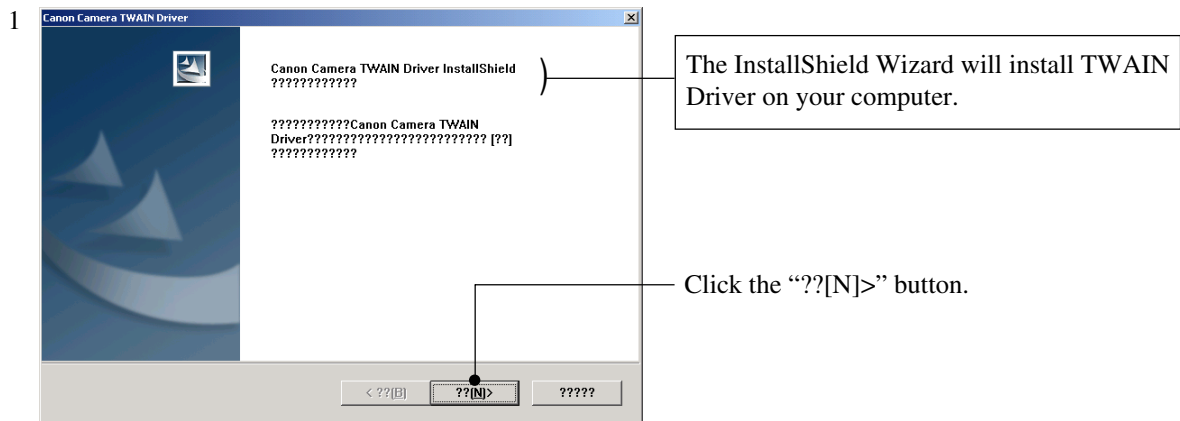 1
Canon Camera TWAIN Driver
Canon Camera TWAIN Driver InstallShield
????????????
???????????Canon Camera TWAIN
Driver????????????????????????? [??]
????????????
< ??(B)
??(N)>
?????
The InstallShield Wizard will install TWAIN
Driver on your computer.
Click the “??[N]>” button.